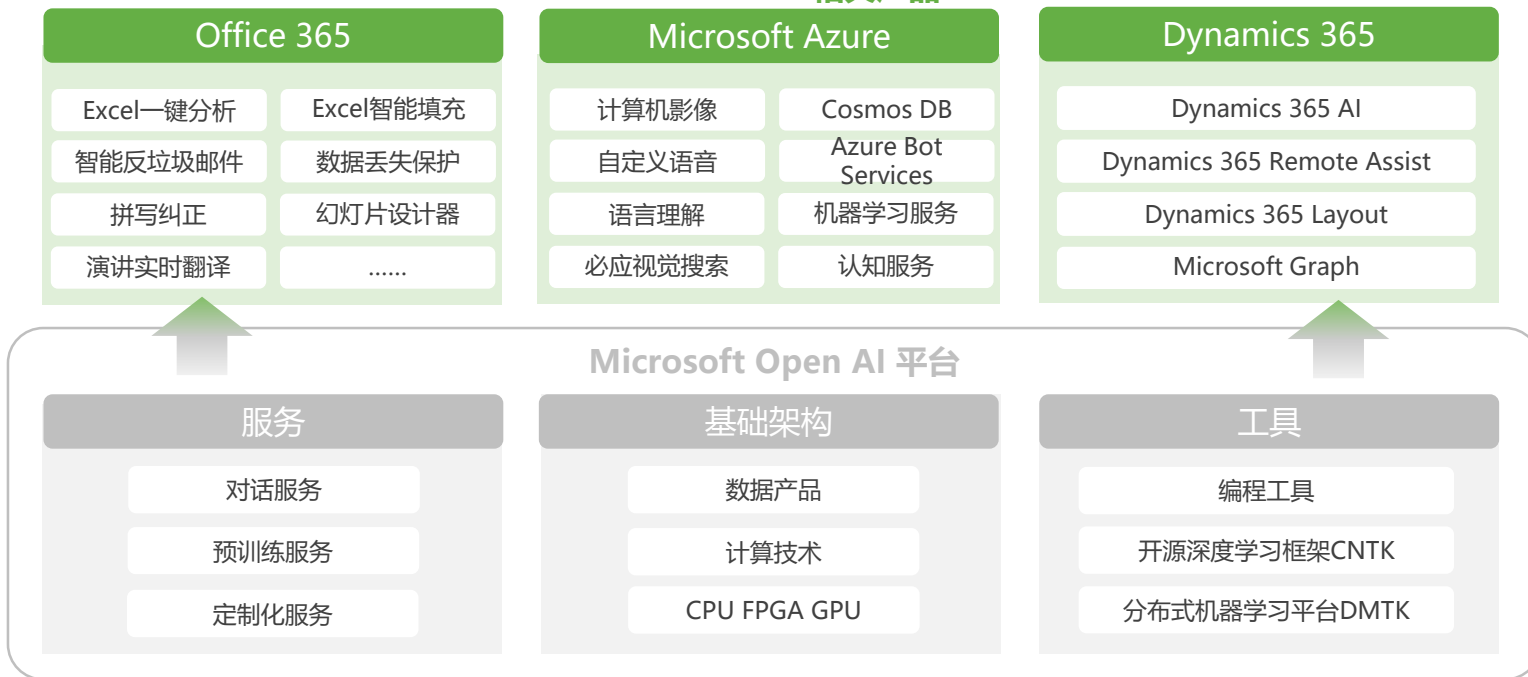 Office 365
Microsoft Azure
Dynamics 365
Excel一键分析
Excel智能填充
智能反垃圾邮件
数据丢失保护
拼写纠正
幻灯片设计器
演讲实时翻译
......
计算机影像
Cosmos DB
自定义语音
Azure Bot
Services
语言理解
机器学习服务
必应视觉搜索
认知服务
Dynamics 365 AI
Dynamics 365 Remote Assist
Dynamics 365 Layout
Microsoft Graph
Microsoft Open AI 平台
服务
对话服务
预训练服务
定制化服务
基础架构
数据产品
计算技术
CPU FPGA GPU
工具
编程工具
开源深度学习框架CNTK
分布式机器学习平台DMTK